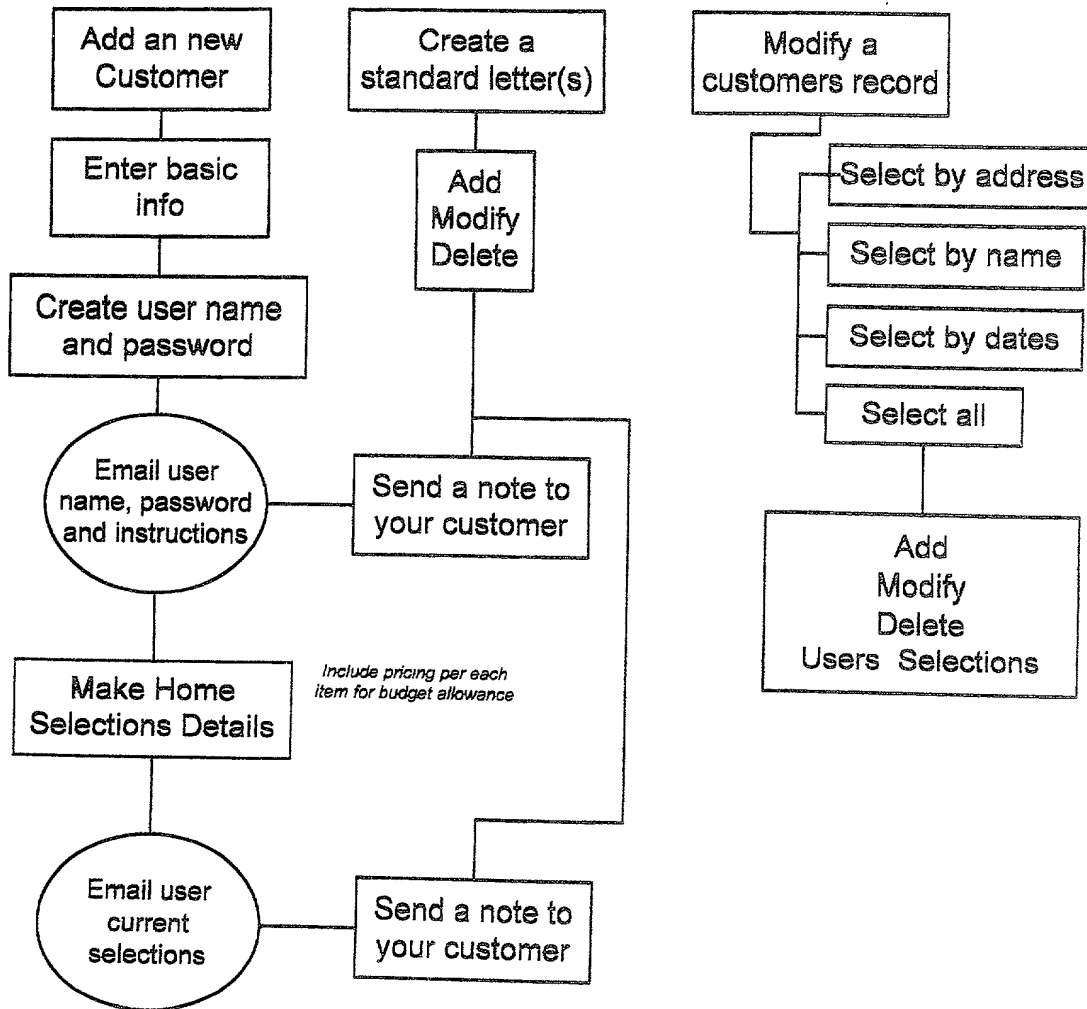 Add an new
Customer
Enter basic
info
Create user name
and password
Email user
name, password
and instructions
Make Home
Selections Details
Include pricing per each
item for budget allowance
Email user
current
selections
Create a
standard letter(s)
Add
Modify
Delete
Send a note to
your customer
Send a note to
your customer
Modify a
customers record
Select by address
Select by name
Select by dates
Select all
Add
Modify
Delete
Users Selections